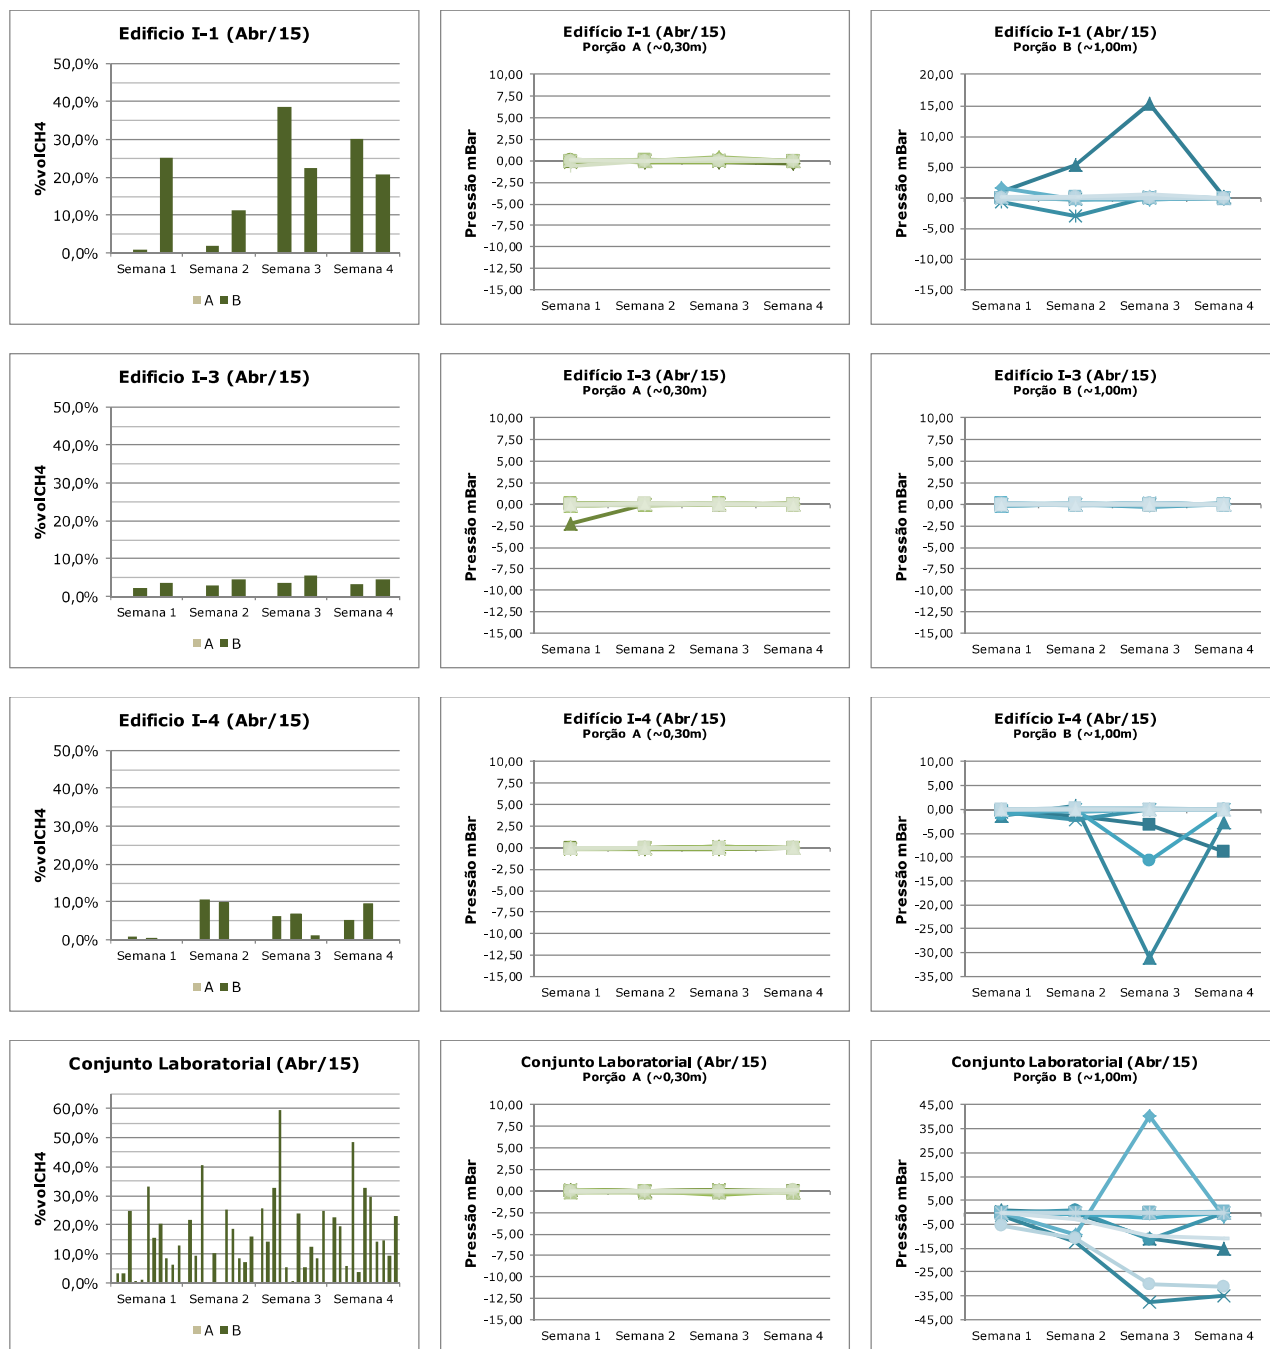 Edificio I-1 (Abr/15)
50,0%
40,0%
30,0%
20,0%
10,0%
0,0%
%volCH4
Semana 1 Semana 2 Semana 3 Semana 4
A B
Edifício I-1 (Abr/15)
Porção A (~0,30m)
10,00
7,50
5,00
2,50
0,00
-2,50
-5,00
-7,50
-10,00
-12,50
-15,00
Pressão mBar
Semana 1 Semana 2 Semana 3 Semana 4
Edifício I-1 (Abr/15)
Porção B (~1,00m)
20,00
15,00
10,00
5,00
0,00
-5,00
-10,00
-15,00
Pressão mBar
Semana 1 Semana 2 Semana 3 Semana 4
Edificio I-3 (Abr/15)
50,0%
40,0%
30,0%
20,0%
10,0%
0,0%
%volCH4
Semana 1 Semana 2 Semana 3 Semana 4
A B
Edifício I-3 (Abr/15)
Porção A (~0,30m)
10,00
7,50
5,00
2,50
0,00
-2,50
-5,00
-7,50
-10,00
-12,50
-15,00
Pressão mBar
Semana 1 Semana 2 Semana 3 Semana 4
Edifício I-3 (Abr/15)
Porção B (~1,00m)
10,00
7,50
5,00
2,50
0,00
-2,50
-5,00
-7,50
-10,00
-12,50
-15,00
Pressão mBar
Semana 1 Semana 2 Semana 3 Semana 4
Edificio I-4 (Abr/15)
50,0%
40,0%
30,0%
20,0%
10,0%
0,0%
%volCH4
Semana 1 Semana 2 Semana 3 Semana 4
A B
Edifício I-4 (Abr/15)
Porção A (~0,30m)
10,00
7,50
5,00
2,50
0,00
-2,50
-5,00
-7,50
-10,00
-12,50
-15,00
Pressão mBar
Semana 1 Semana 2 Semana 3 Semana 4
Edifício I-4 (Abr/15)
Porção B (~1,00m)
10,00
5,00
0,00
-5,00
-10,00
-15,00
-20,00
-25,00
-30,00
-35,00
Pressão mBar
Semana 1 Semana 2 Semana 3 Semana 4
Conjunto Laboratorial (Abr/15)
60,0%
50,0%
40,0%
30,0%
20,0%
10,0%
0,0%
%volCH4
Semana 1 Semana 2 Semana 3 Semana 4
A B
Conjunto Laboratorial (Abr/15)
Porção A (~0,30m)
10,00
7,50
5,00
2,50
0,00
-2,50
-5,00
-7,50
-10,00
-12,50
-15,00
Pressão mBar
Semana 1 Semana 2 Semana 3 Semana 4
Conjunto Laboratorial (Abr/15)
Porção B (~1,00m)
45,00
35,00
25,00
15,00
5,00
-5,00
-15,00
-25,00
-35,00
-45,00
Pressão mBar
Semana 1 Semana 2 Semana 3 Semana 4